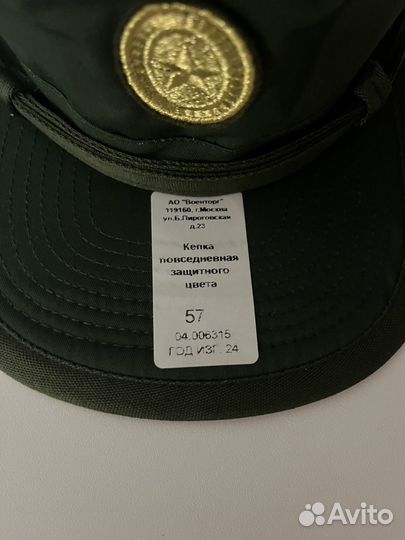 АО "Военторг"
119160, г.Москва
ул.Б.Пироговская
д.23
Кепка
повседневная
защитного
цвета
57
04.006315
ГОД ИЗГ. 24
Avito